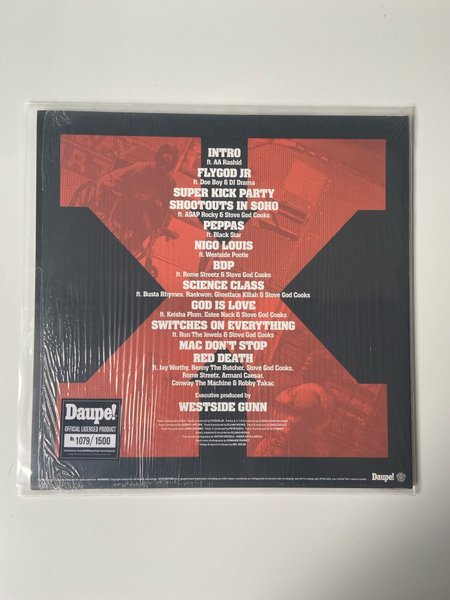 INTRO
ft. AA Rashid
FLYGOD JR
ft. Doe Boy & DJ Drama
SUPER KICK PARTY
SHOOTOUTS IN SOHO
ft. ASAP Rocky & Stove God Cooks
PEPPAS
ft. Black Star
NIGO LOUIS
ft. Westside Pootie
BDP
ft. Rome Streetz & Stove God Cooks
SCIENCE CLASS
ft. Busta Rhymes, Raekwon, Ghostface Killah & Stove God Cooks
GOD IS LOVE
ft. Keisha Plum, Estee Nack & Stove God Cooks
SWITCHES ON EVERYTHING
ft. Run The Jewels & Stove God Cooks
MAC DON'T STOP
RED DEATH
ft. Jay Worthy, Benny The Butcher, Stove God Cooks,
Rome Streetz, Armani Caesar,
Conway The Machine & Robby Takac
Executive produced by
WESTSIDE GUNN
Daupe!
OFFICIAL LICENSED PRODUCT
No. 1079/1500
Daupe!